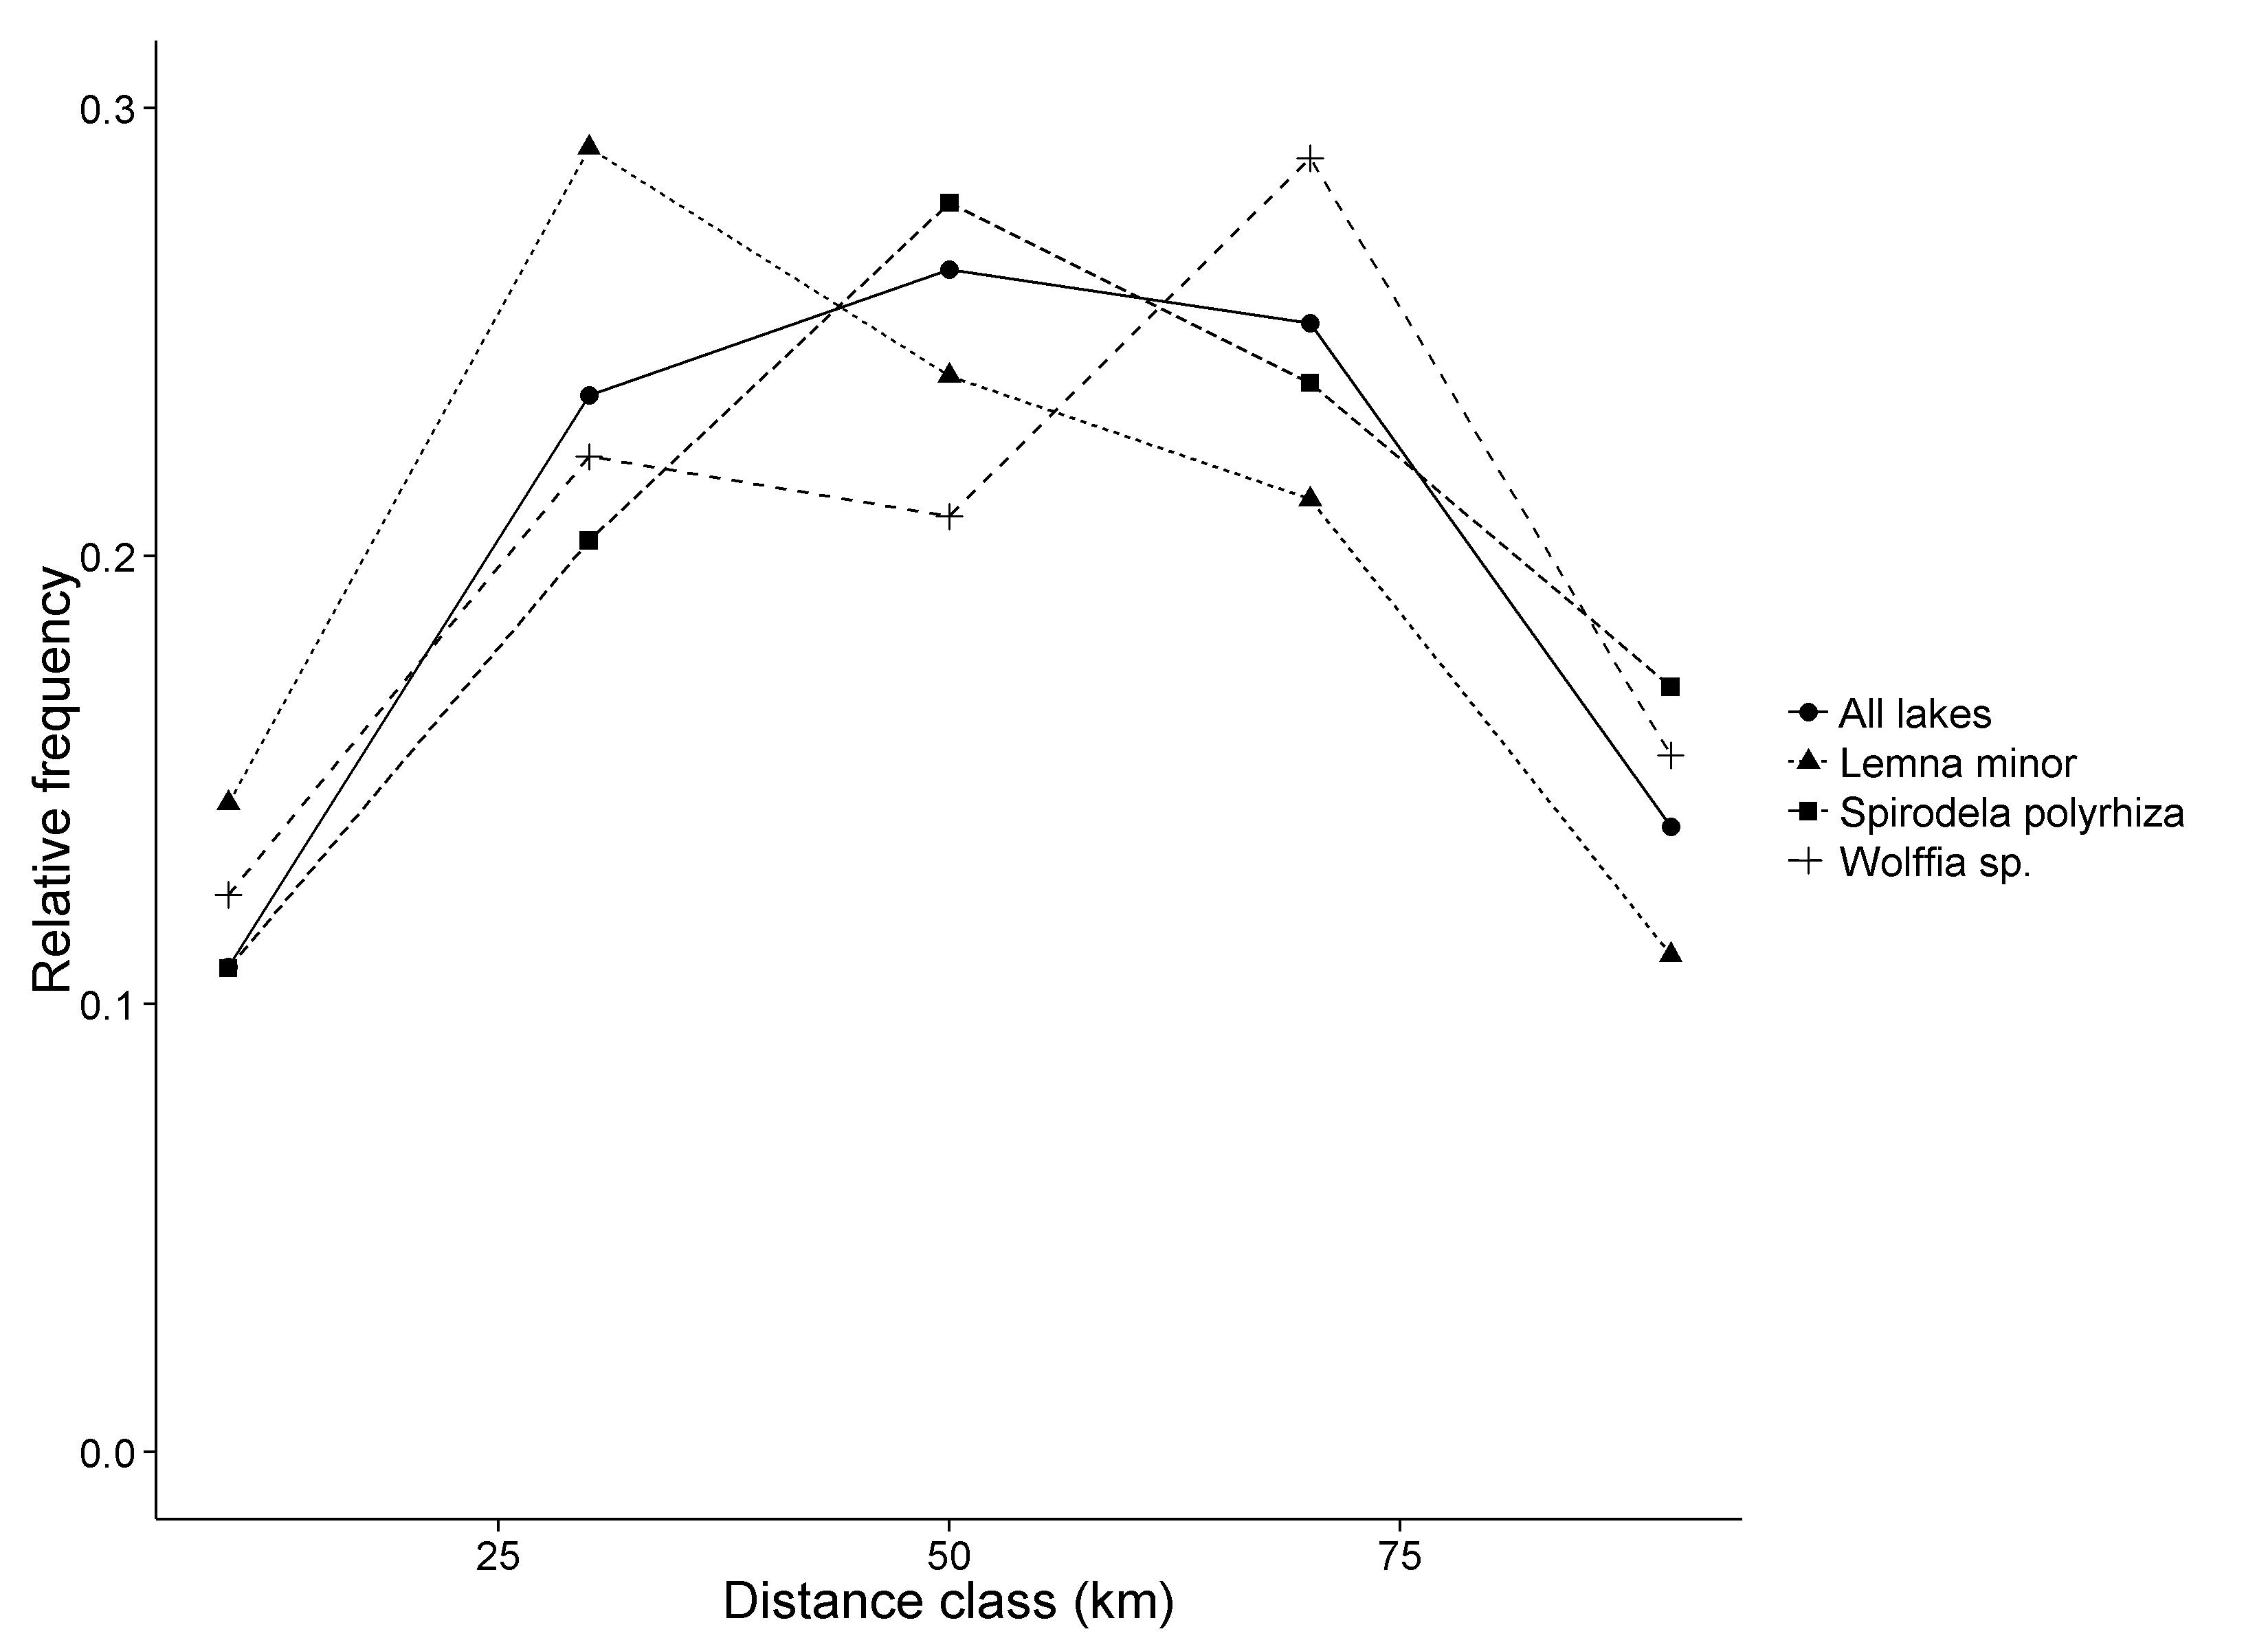 Relative frequency
0.3
0.2
0.1
0.0
25
50
75
Distance class (km)
All lakes
Lemna minor
Spirodela polyrhiza
Wolffia sp.